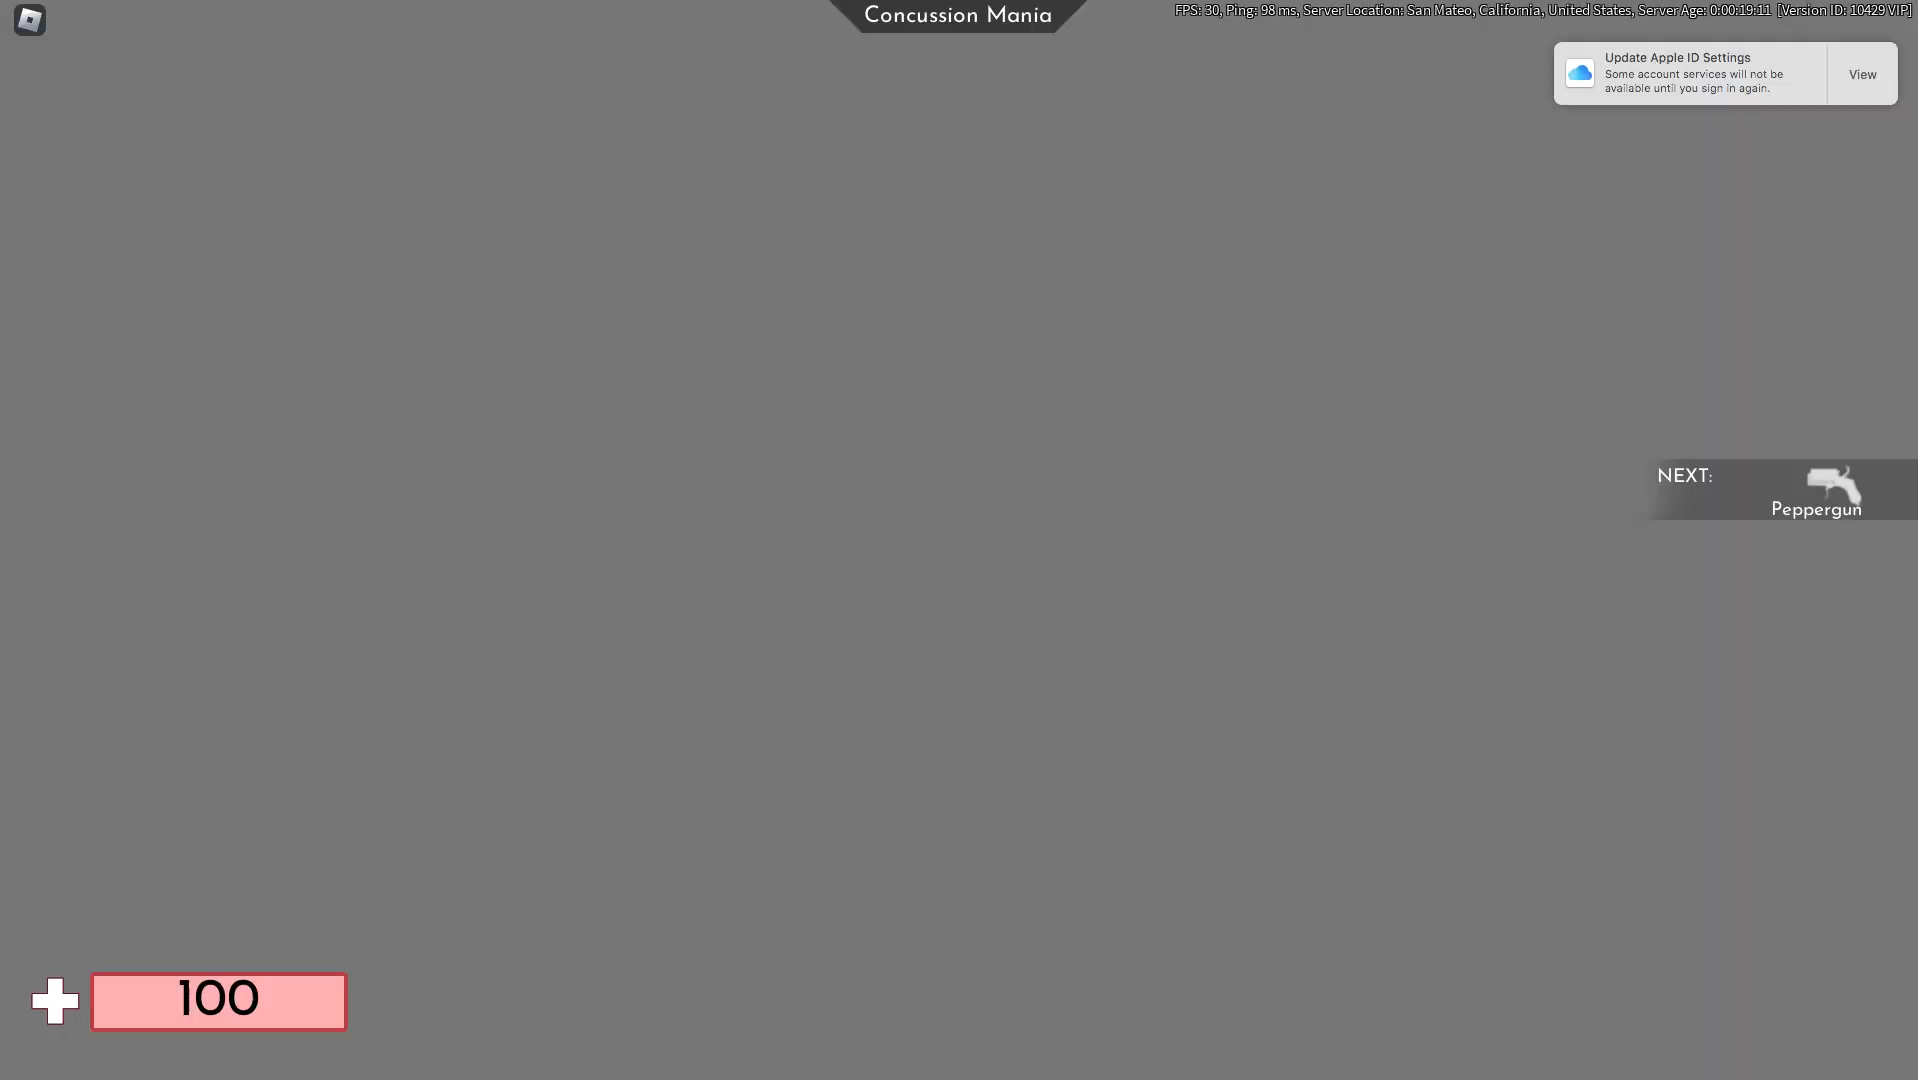 Concussion Mania
FPS: 30, Ping: 98 ms, Server Location: San Mateo, California, United States, Server Age: 0:00:19:11 [Version ID: 10429 VIP]
Update Apple ID Settings
Some account services will not be
available until you sign in again.
View
NEXT:
Peppergun
100